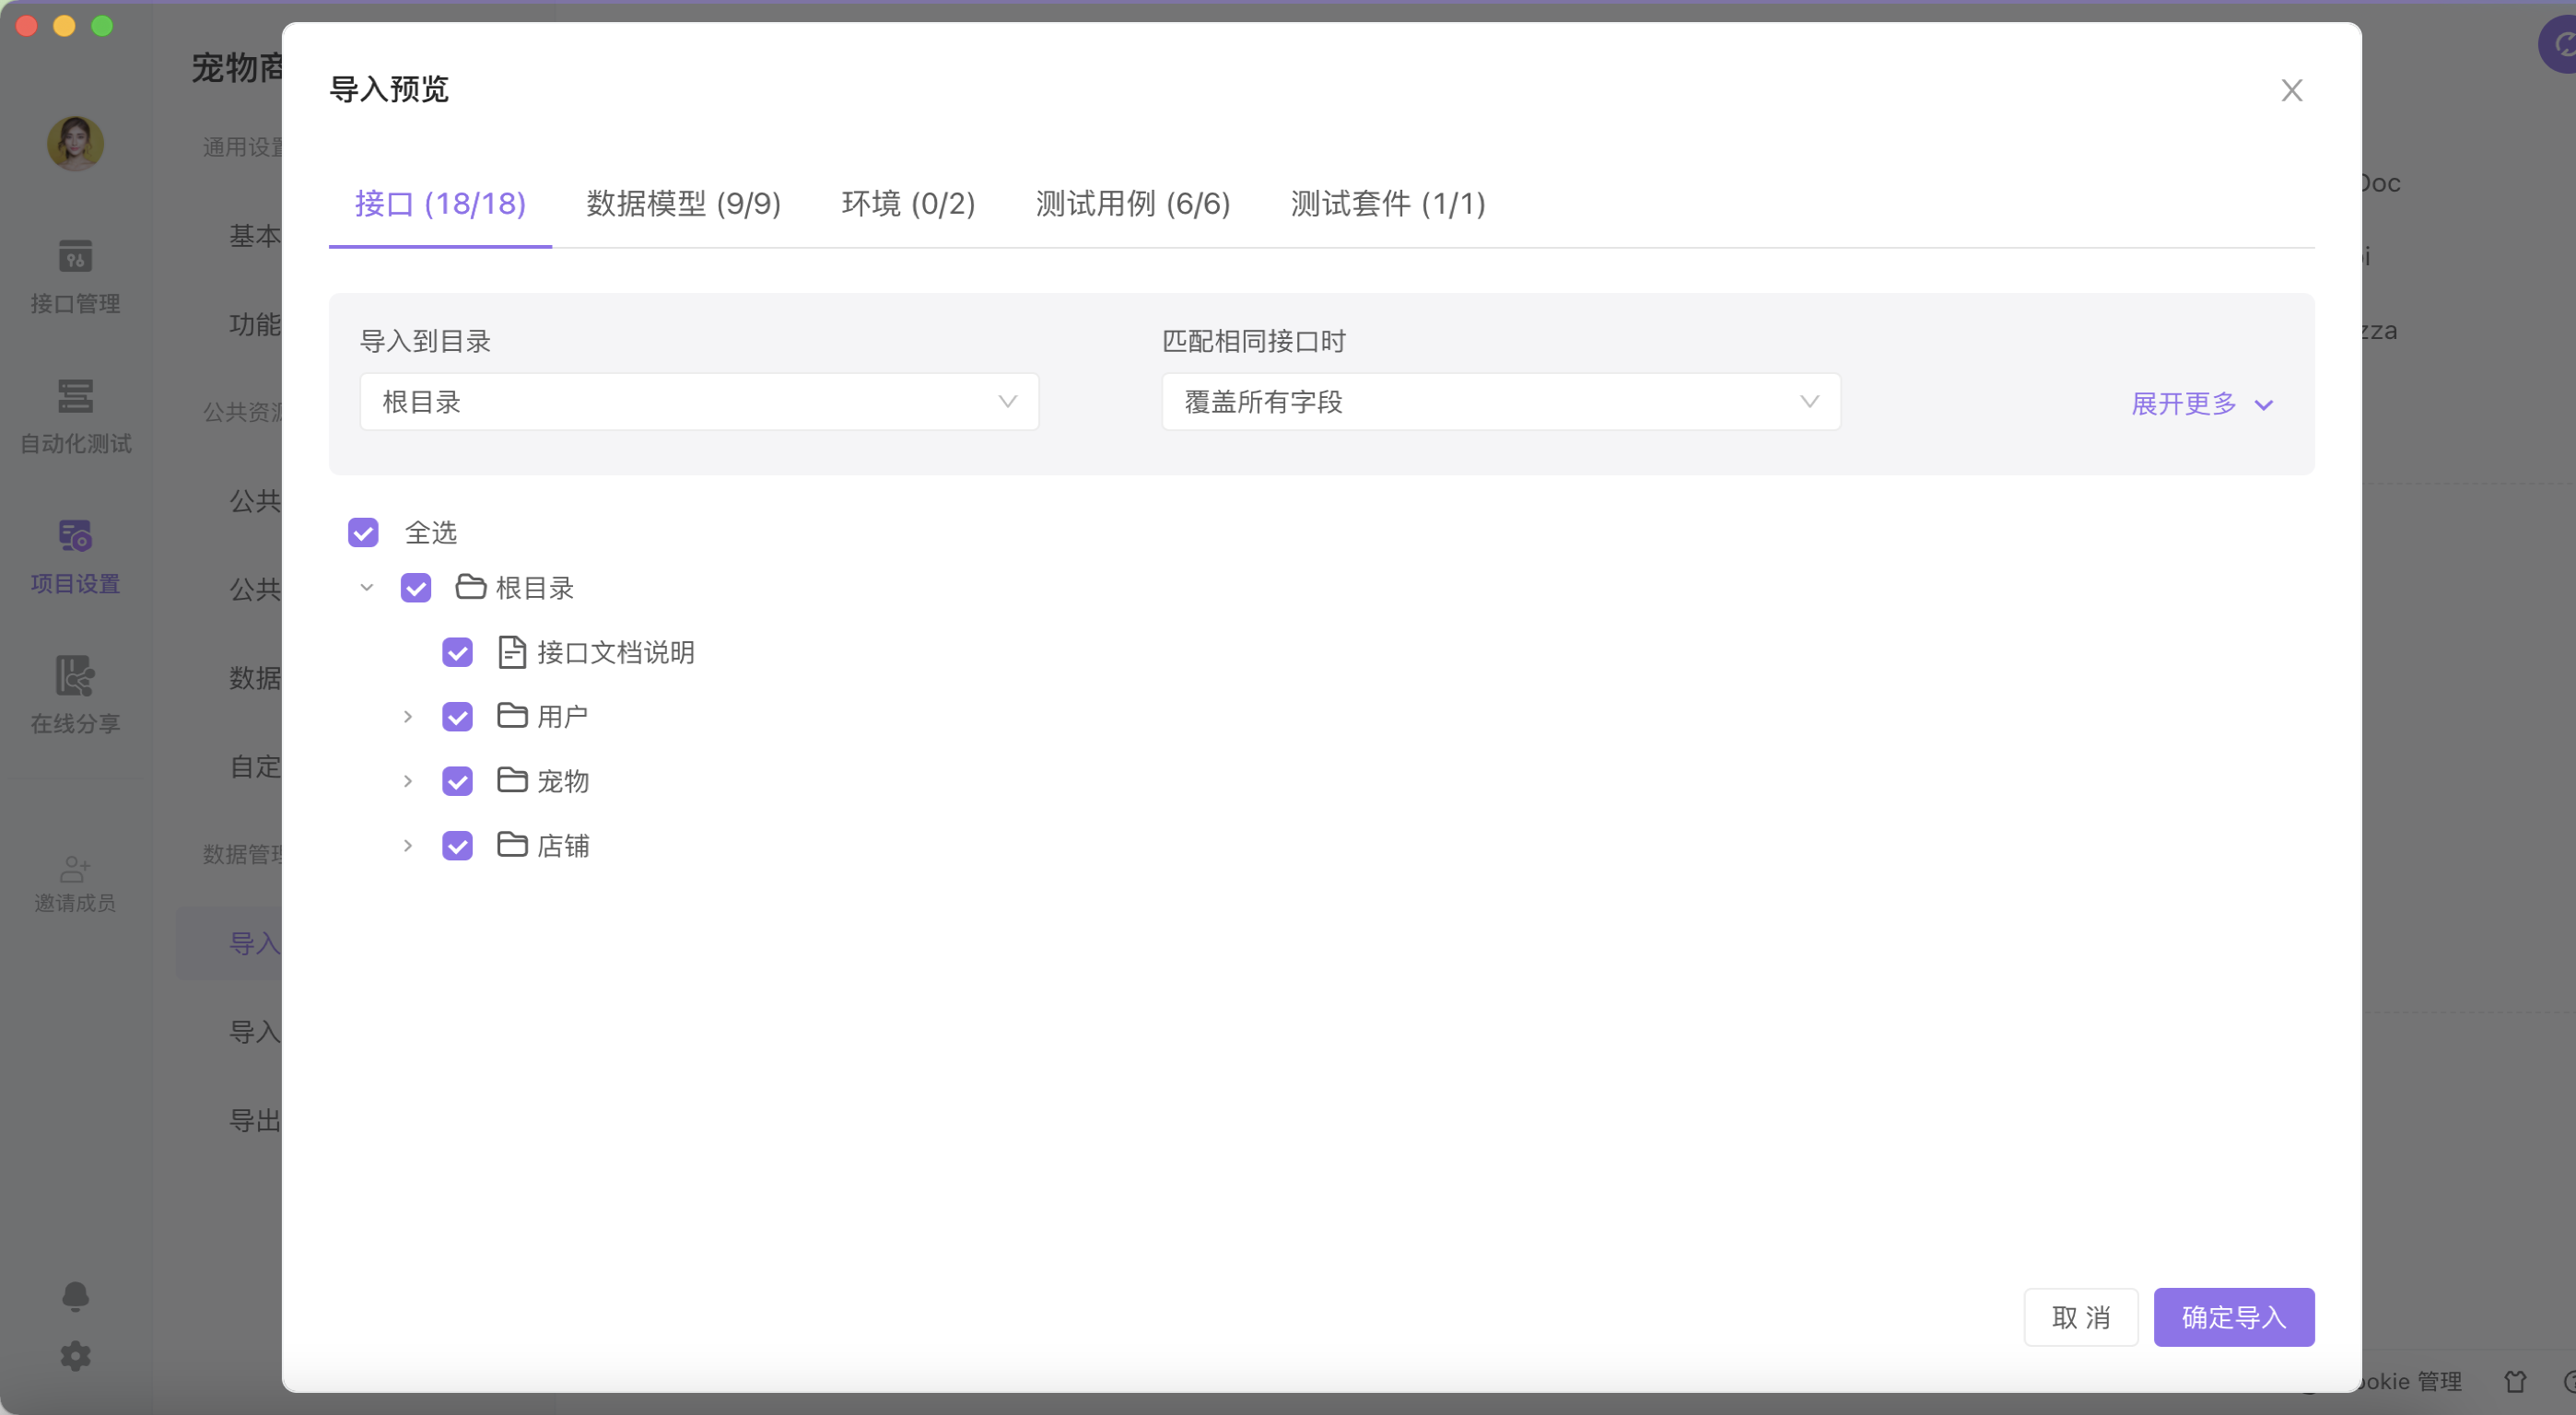 宠物商
通用设置
基本
功能
公共资源
公共
公共
数据
自定
数据管理
导入
导入
导出
接口管理
自动化测试
项目设置
在线分享
邀请成员
导入预览
接口 (18/18)
数据模型 (9/9)
环境 (0/2)
测试用例 (6/6)
测试套件 (1/1)
导入到目录
匹配相同接口时
根目录
覆盖所有字段
展开更多
全选
根目录
接口文档说明
用户
宠物
店铺
取 消
确定导入
Doc
pi
zza
ookie 管理